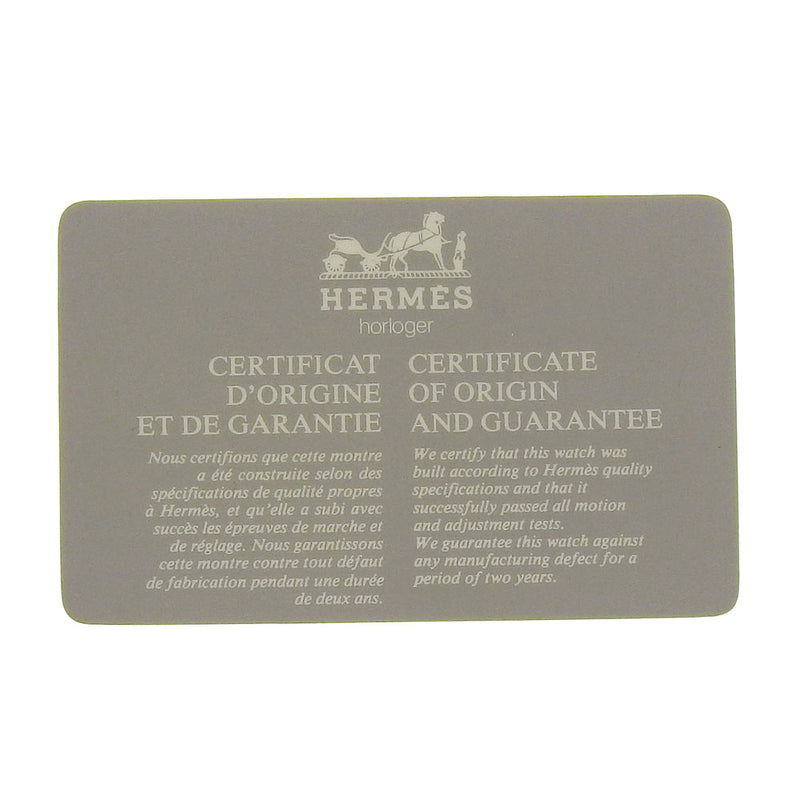 HERMÈS
horloger
CERTIFICAT
D'ORIGINE
ET DE GARANTIE
Nous certifions que cette montre
a été construite selon des
spécifications de qualité propres
à Hermès, et qu'elle a subi avec
succès les épreuves de marche et
de réglage. Nous garantissons
cette montre contre tout défaut
de fabrication pendant une durée
de deux ans.
CERTIFICATE
OF ORIGIN
AND GUARANTEE
We certify that this watch was
built according to Hermès quality
specifications and that it
successfully passed all motion
and adjustment tests.
We guarantee this watch against
any manufacturing defect for a
period of two years.